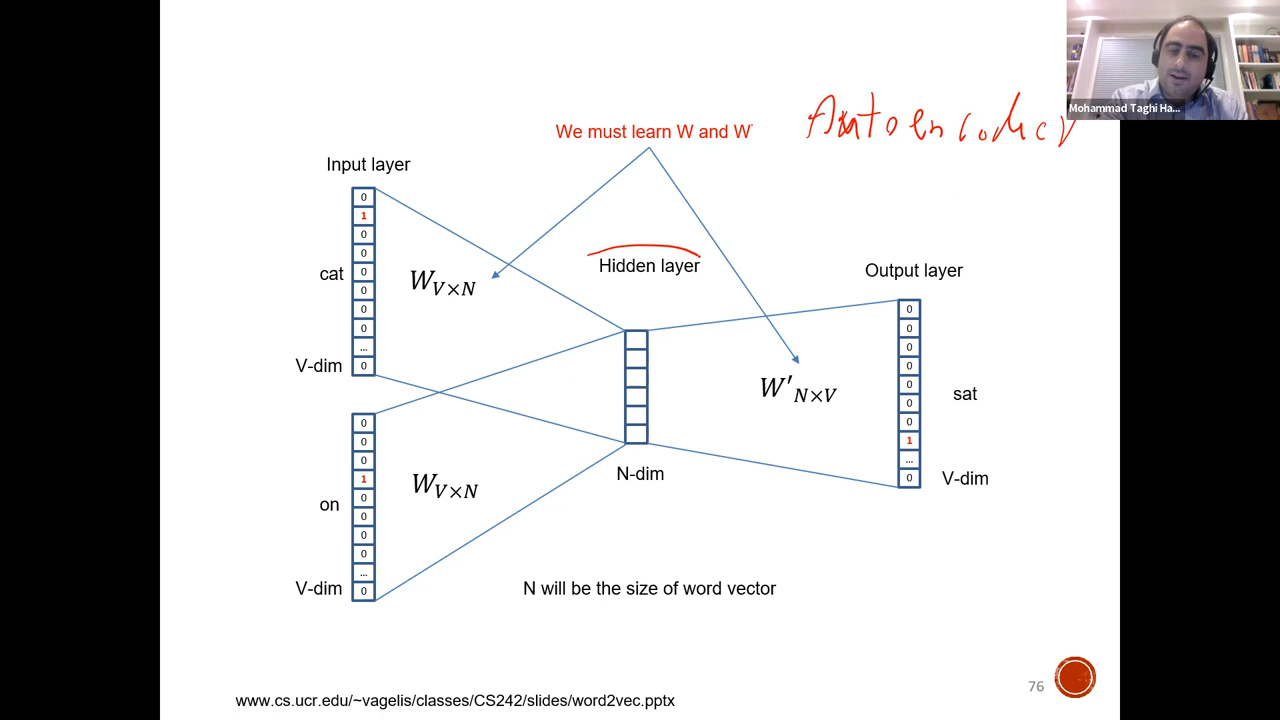 Mohammad Taghi Ha...
Autoencoder
We must learn W and W'
Input layer
0
1
0
0
0
0
0
0
...
0
cat
V-dim
W V×N
Hidden layer
N-dim
Output layer
0
0
0
0
0
0
0
1
...
0
sat
V-dim
W' N×V
0
0
0
1
0
0
0
0
...
0
on
V-dim
W V×N
N will be the size of word vector
76
www.cs.ucr.edu/~vagelis/classes/CS242/slides/word2vec.pptx